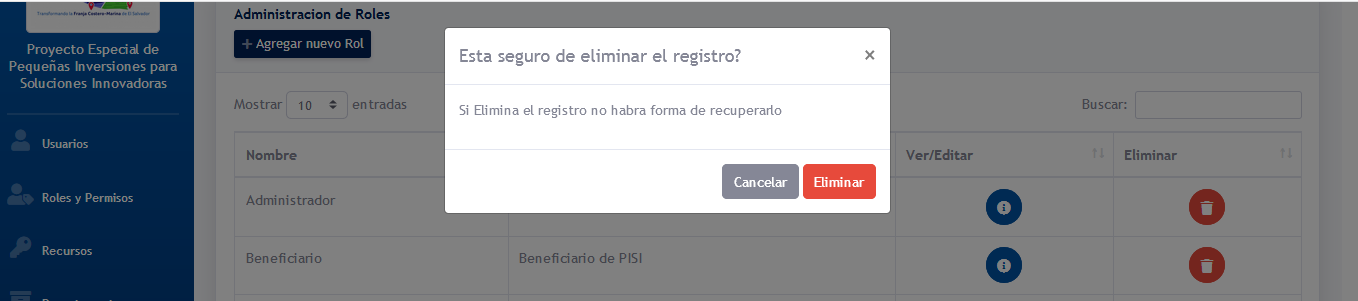 Transformando la Franja Costero-Marina de El Salvador
Proyecto Especial de
Pequeñas Inversiones para
Soluciones Innovadoras
Usuarios
Roles y Permisos
Recursos
Administracion de Roles
Agregar nuevo Rol
Mostrar 10 entradas
Buscar:
Nombre
Ver/Editar
Eliminar
Administrador
Beneficiario
Beneficiario de PISI
Esta seguro de eliminar el registro?
×
Si Elimina el registro no habra forma de recuperarlo
Cancelar
Eliminar